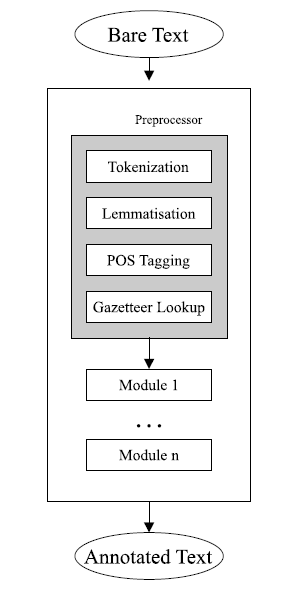 Bare Text
Preprocessor
Tokenization
Lemmatisation
POS Tagging
Gazetteer Lookup
Module 1
...
Module n
Annotated Text